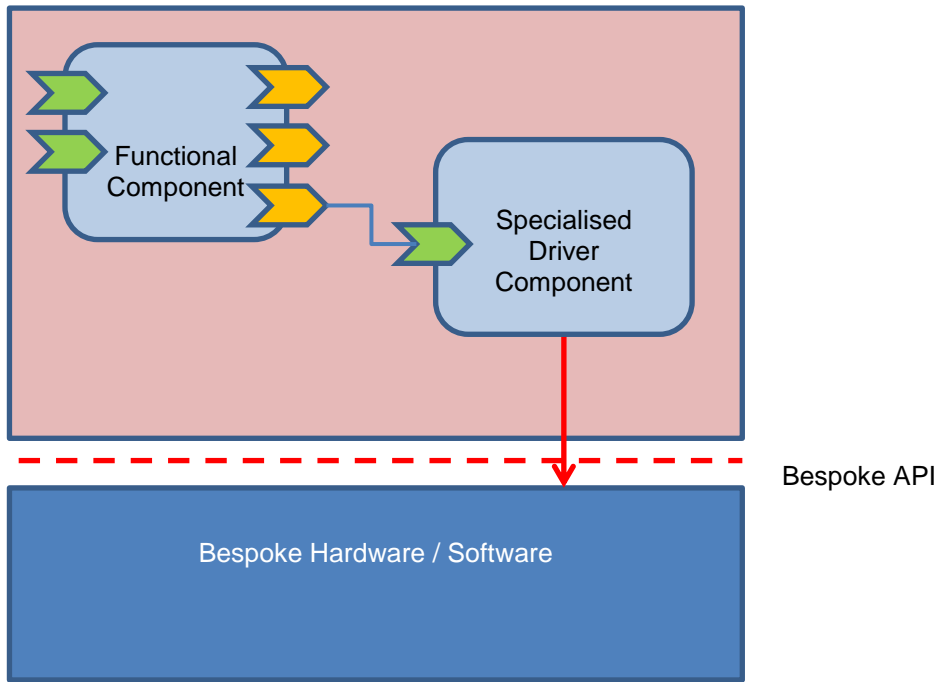 Functional
Component
Specialised
Driver
Component
Bespoke API
Bespoke Hardware / Software